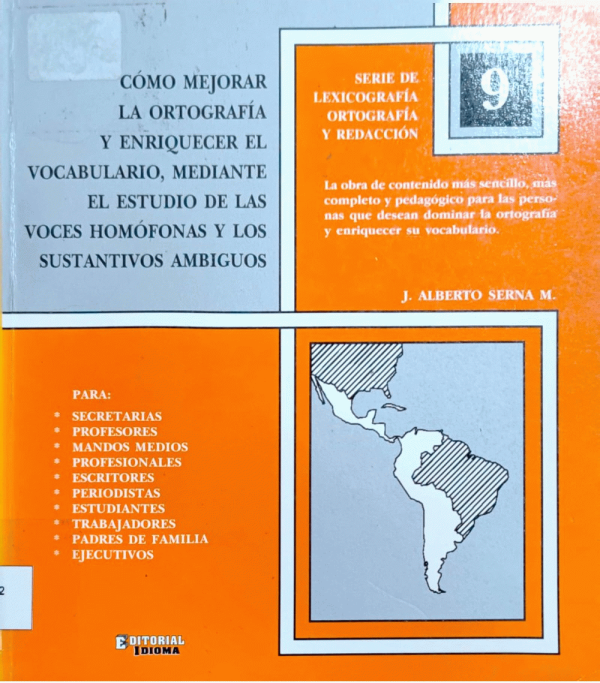 CÓMO MEJORAR
LA ORTOGRAFÍA
Y ENRIQUECER EL
VOCABULARIO, MEDIANTE
EL ESTUDIO DE LAS
VOCES HOMÓFONAS Y LOS
SUSTANTIVOS AMBIGUOS
SERIE DE
LEXICOGRAFÍA
ORTOGRAFÍA
Y REDACCIÓN
9
La obra de contenido más sencillo, más
completo y pedagógico para las perso-
nas que desean dominar la ortografía
y enriquecer su vocabulario.
J. ALBERTO SERNA M.
PARA:
* SECRETARIAS
* PROFESORES
* MANDOS MEDIOS
* PROFESIONALES
* ESCRITORES
* PERIODISTAS
* ESTUDIANTES
* TRABAJADORES
* PADRES DE FAMILIA
* EJECUTIVOS
2
EDITORIAL
IDIOMA